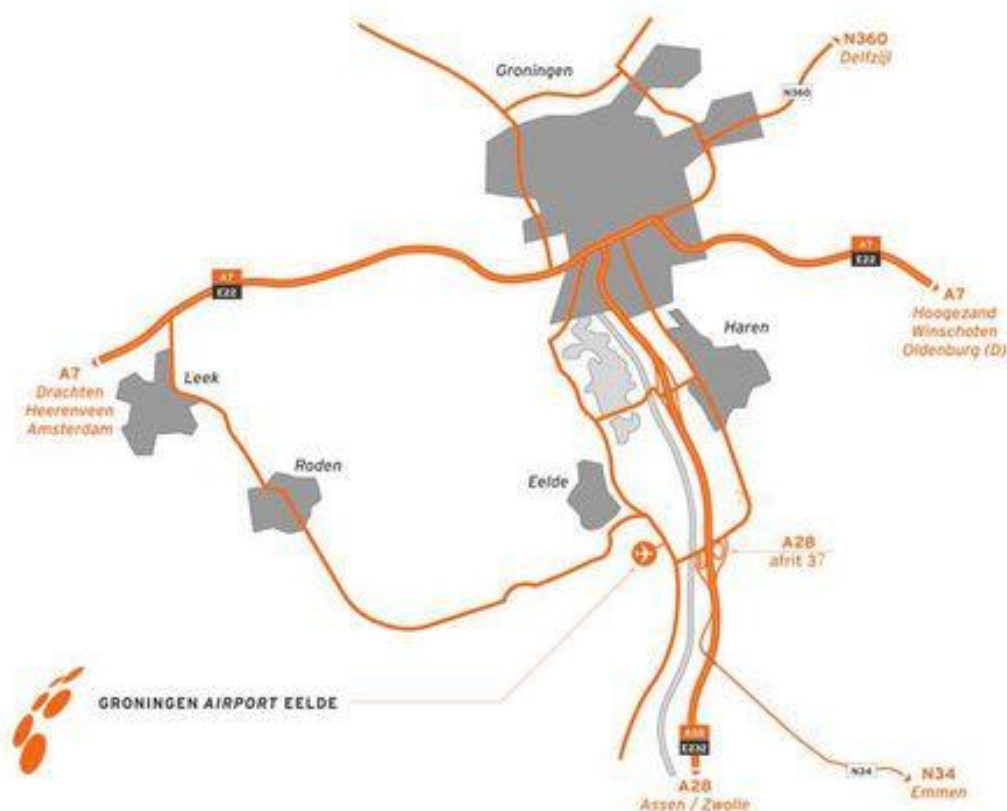 N360
Delfzijl
Groningen
N360
A7
E22
A7
E22
A7
Hoogezand
Winschoten
Oldenburg (D)
Haren
A7
Drachten
Heerenveen
Amsterdam
Leek
Roden
Eelde
A28
afrit 37
GRONINGEN AIRPORT EELDE
A28
E232
A28
Assen / Zwolle
N34
N34
Emmen